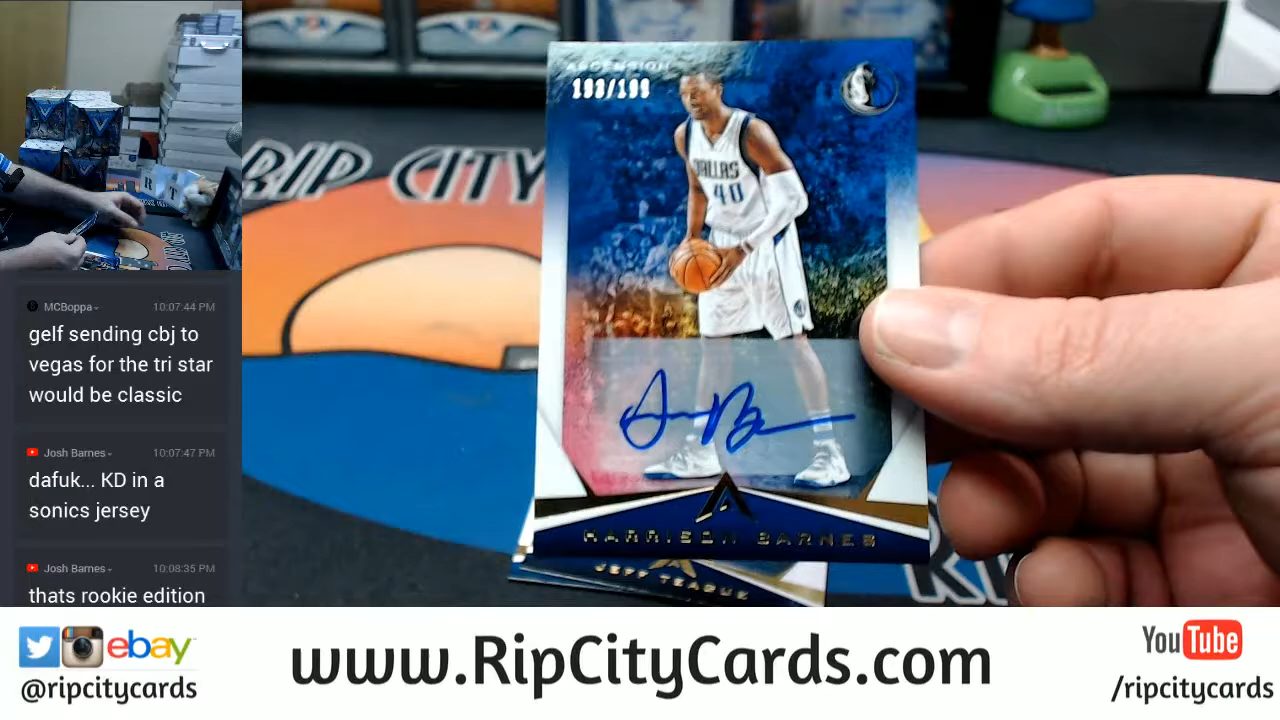 MCBoppa
10:07:44 PM
gelf sending cbj to
vegas for the tri star
would be classic
Josh Barnes
10:07:47 PM
dafuk... KD in a
sonics jersey
Josh Barnes
10:08:35 PM
thats rookie edition
RIP CITY
ASCENSION
DALLAS
40
HARRISON BARNES
JEFF TEAGUE
ebay
@ripcitycards
www.RipCityCards.com
YouTube
/ripcitycards